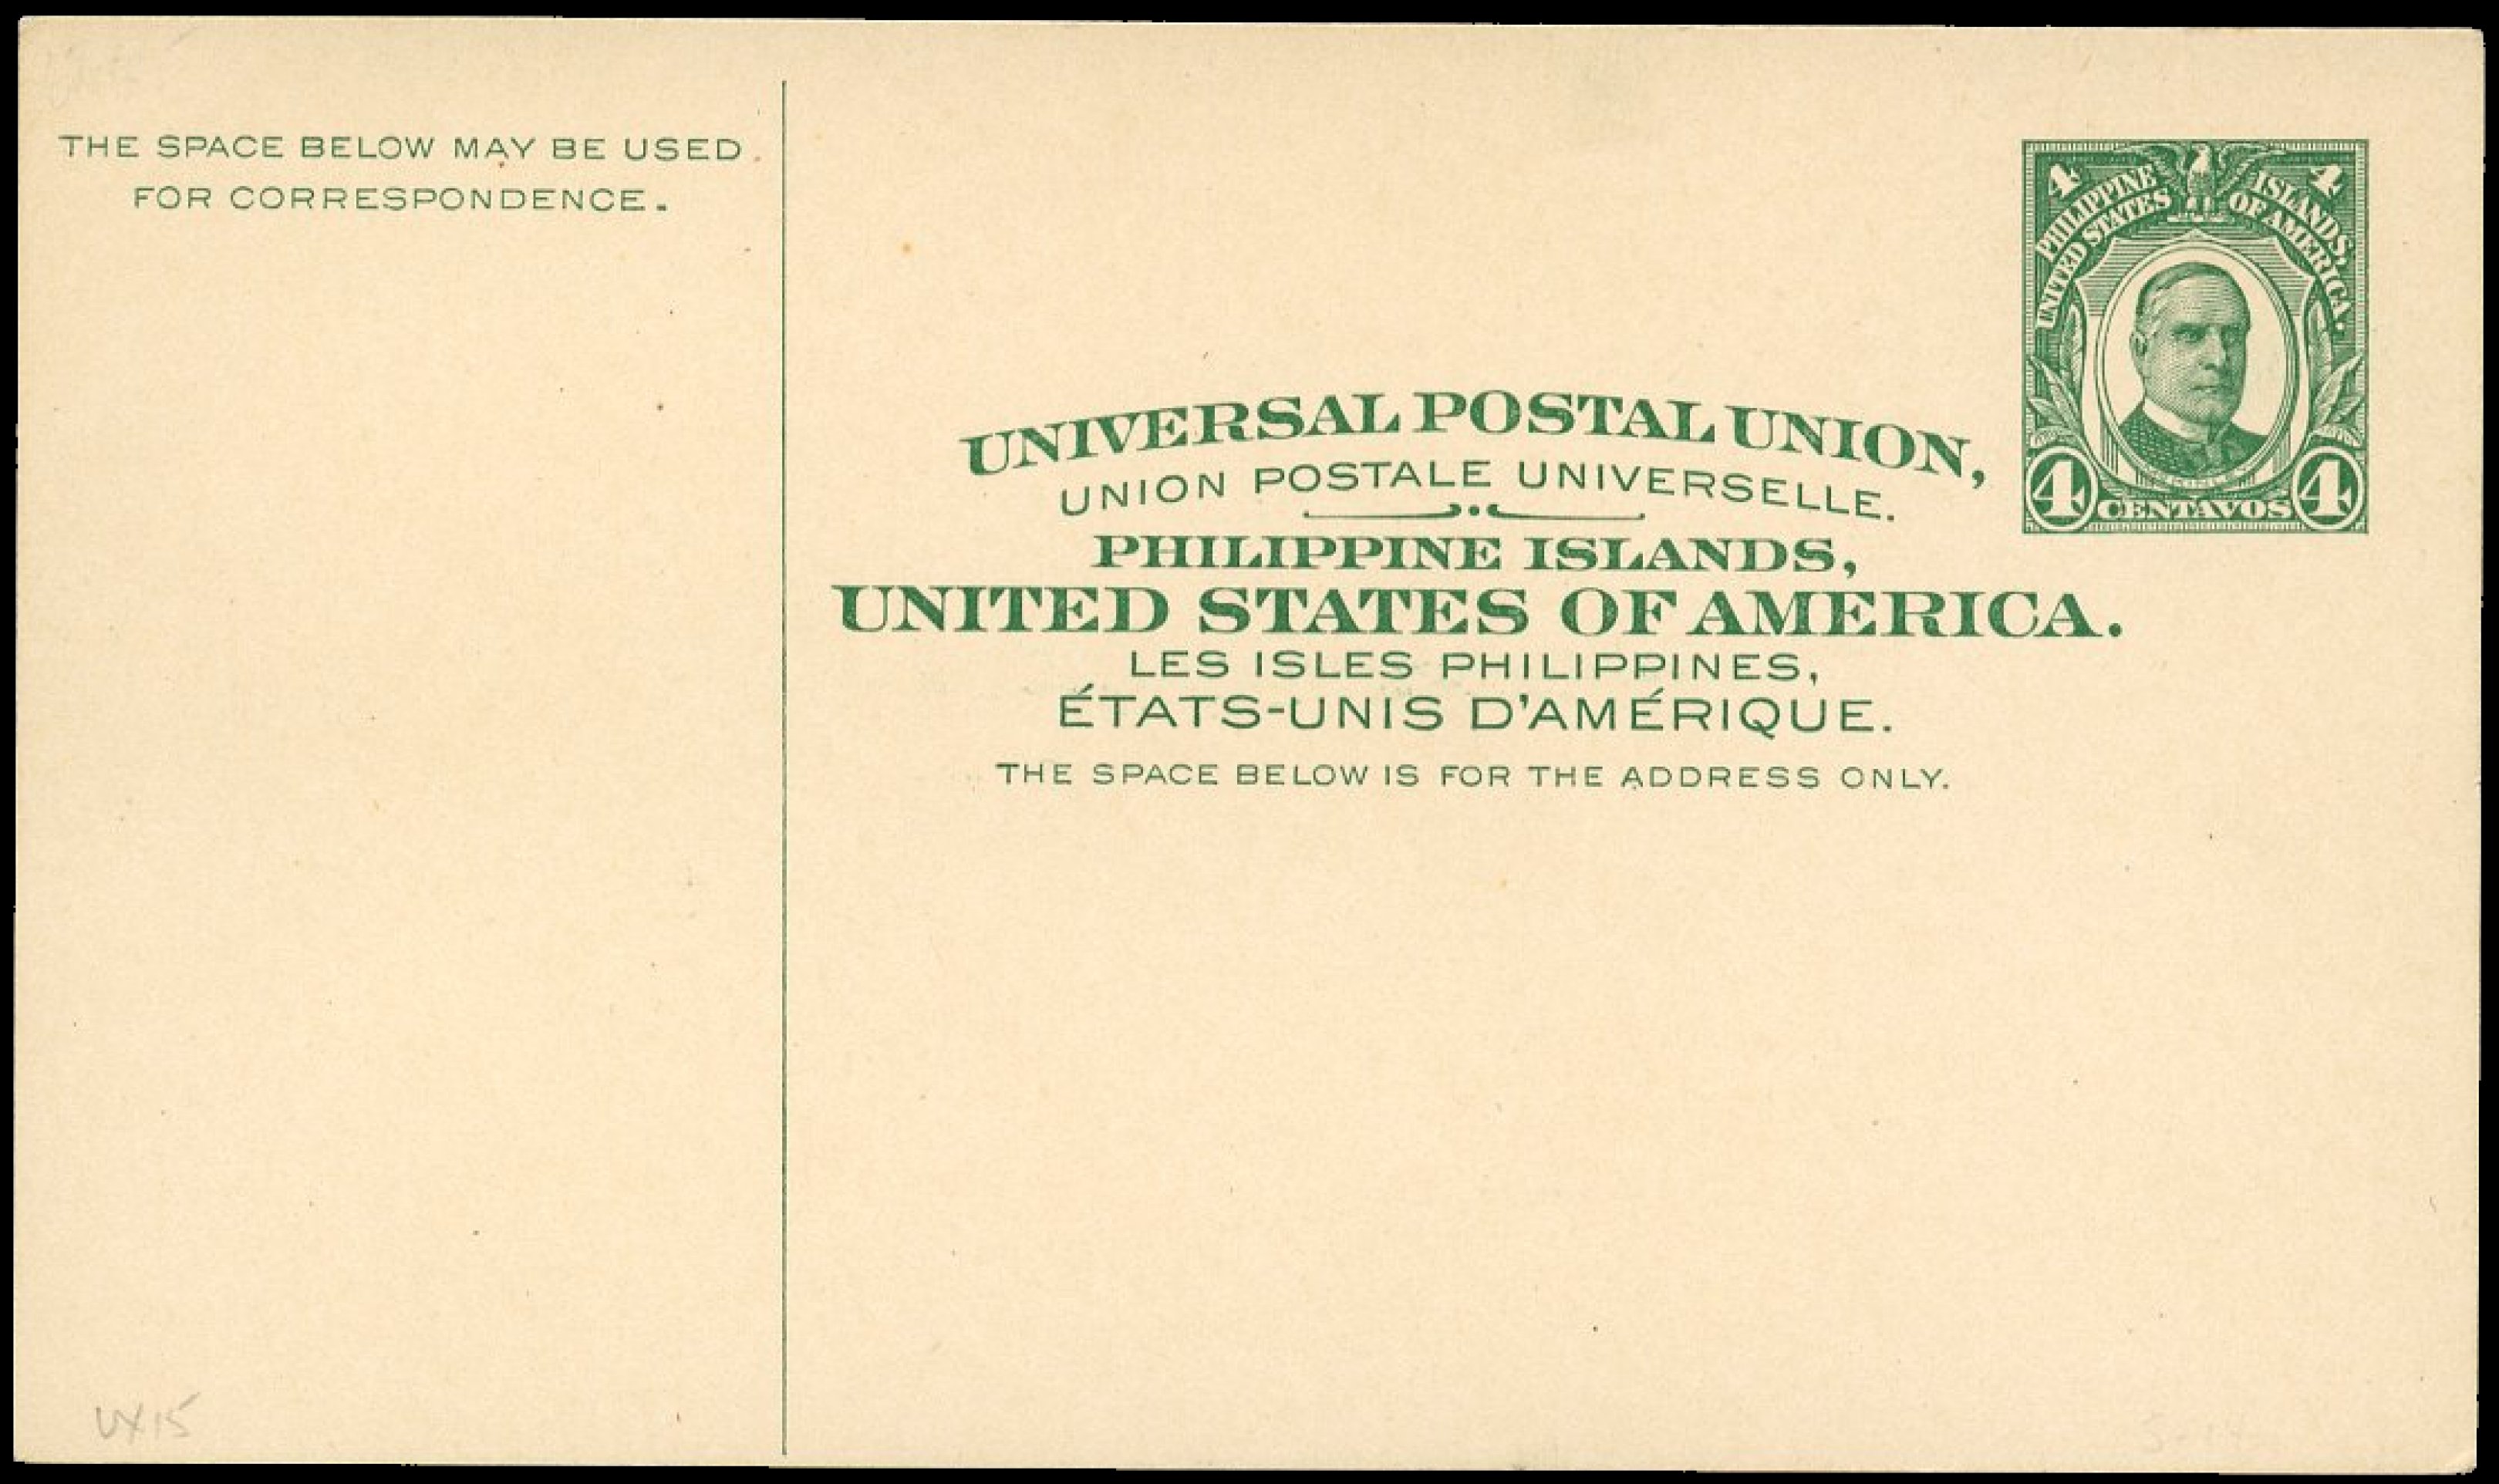 THE SPACE BELOW MAY BE USED
FOR CORRESPONDENCE.
4 4
PHILIPPINE ISLANDS,
UNITED STATES OF AMERICA.
4 CENTAVOS 4
UNIVERSAL POSTAL UNION,
UNION POSTALE UNIVERSELLE.
PHILIPPINE ISLANDS,
UNITED STATES OF AMERICA.
LES ISLES PHILIPPINES,
ÉTATS-UNIS D'AMÉRIQUE.
THE SPACE BELOW IS FOR THE ADDRESS ONLY.
UX15